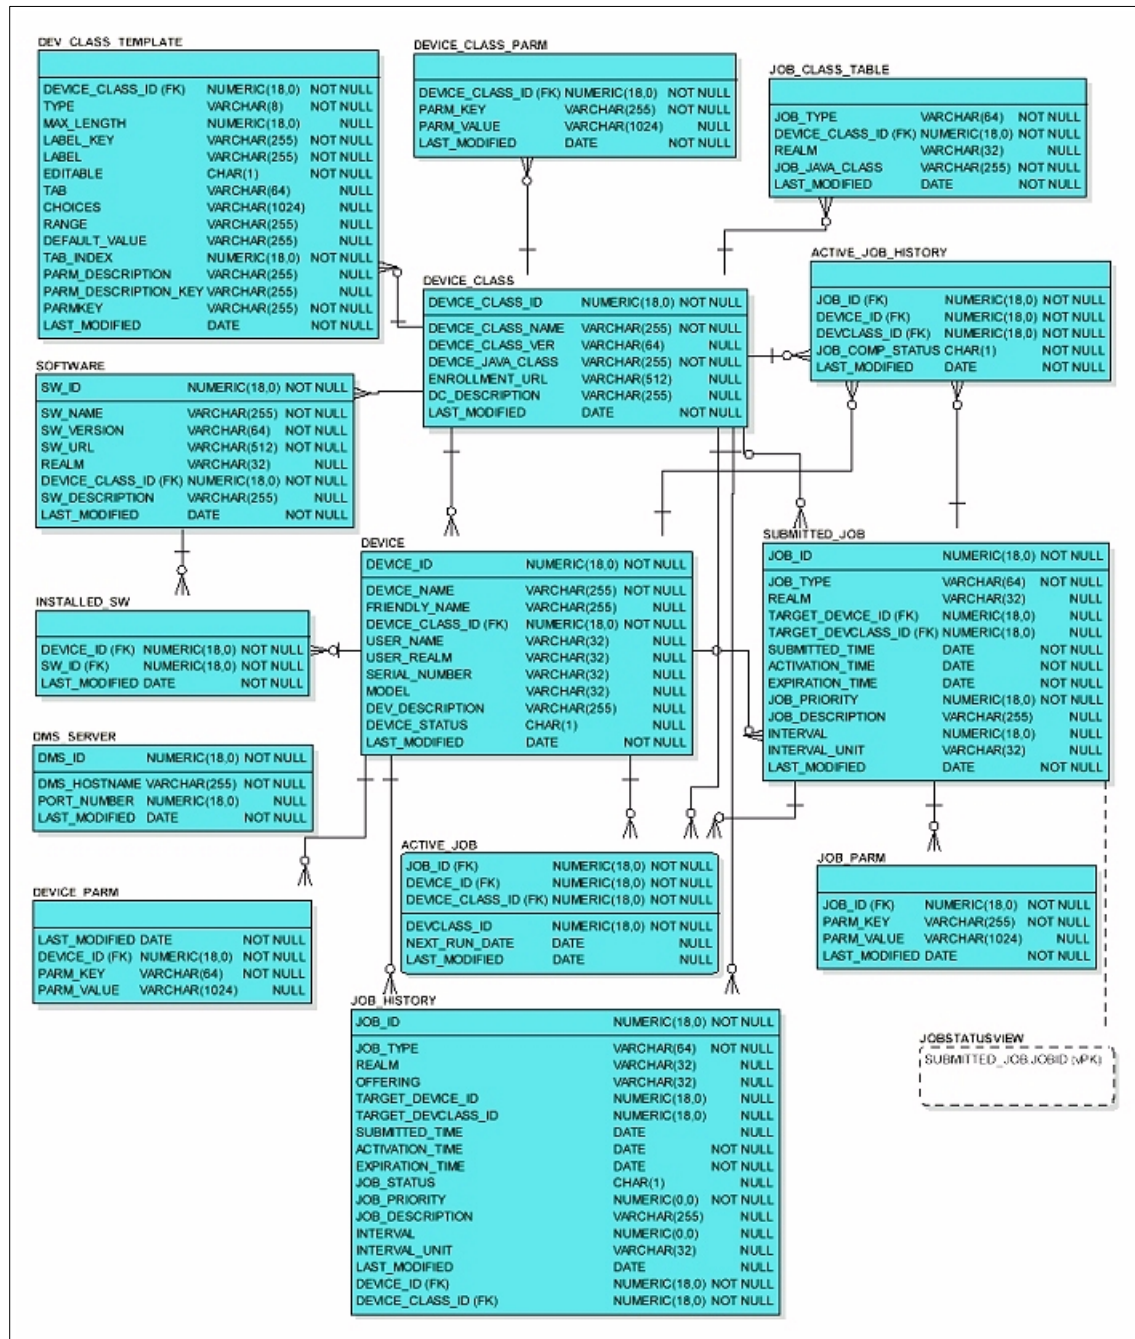 DEV_CLASS_TEMPLATE
DEVICE_CLASS_ID (FK) NUMERIC(18,0) NOT NULL
TYPE VARCHAR(8) NOT NULL
MAX_LENGTH NUMERIC(18,0) NULL
LABEL_KEY VARCHAR(255) NOT NULL
LABEL VARCHAR(255) NOT NULL
EDITABLE CHAR(1) NOT NULL
TAB VARCHAR(64) NULL
CHOICES VARCHAR(1024) NULL
RANGE VARCHAR(255) NULL
DEFAULT_VALUE VARCHAR(255) NULL
TAB_INDEX NUMERIC(18,0) NOT NULL
PARM_DESCRIPTION VARCHAR(255) NULL
PARM_DESCRIPTION_KEY VARCHAR(255) NULL
PARMKEY VARCHAR(255) NOT NULL
LAST_MODIFIED DATE NOT NULL
DEVICE_CLASS_PARM
DEVICE_CLASS_ID (FK) NUMERIC(18,0) NOT NULL
PARM_KEY VARCHAR(255) NOT NULL
PARM_VALUE VARCHAR(1024) NULL
LAST_MODIFIED DATE NOT NULL
JOB_CLASS_TABLE
JOB_TYPE VARCHAR(64) NOT NULL
DEVICE_CLASS_ID (FK) NUMERIC(18,0) NOT NULL
REALM VARCHAR(32) NULL
JOB_JAVA_CLASS VARCHAR(255) NOT NULL
LAST_MODIFIED DATE NOT NULL
DEVICE_CLASS
DEVICE_CLASS_ID NUMERIC(18,0) NOT NULL
DEVICE_CLASS_NAME VARCHAR(255) NOT NULL
DEVICE_CLASS_VER VARCHAR(64) NULL
DEVICE_JAVA_CLASS VARCHAR(255) NOT NULL
ENROLLMENT_URL VARCHAR(512) NULL
DC_DESCRIPTION VARCHAR(255) NULL
LAST_MODIFIED DATE NOT NULL
ACTIVE_JOB_HISTORY
JOB_ID (FK) NUMERIC(18,0) NOT NULL
DEVICE_ID (FK) NUMERIC(18,0) NOT NULL
DEVCLASS_ID (FK) NUMERIC(18,0) NOT NULL
JOB_COMP_STATUS CHAR(1) NOT NULL
LAST_MODIFIED DATE NOT NULL
SOFTWARE
SW_ID NUMERIC(18,0) NOT NULL
SW_NAME VARCHAR(255) NOT NULL
SW_VERSION VARCHAR(64) NOT NULL
SW_URL VARCHAR(512) NOT NULL
REALM VARCHAR(32) NULL
DEVICE_CLASS_ID (FK) NUMERIC(18,0) NOT NULL
SW_DESCRIPTION VARCHAR(255) NULL
LAST_MODIFIED DATE NOT NULL
DEVICE
DEVICE_ID NUMERIC(18,0) NOT NULL
DEVICE_NAME VARCHAR(255) NOT NULL
FRIENDLY_NAME VARCHAR(255) NULL
DEVICE_CLASS_ID (FK) NUMERIC(18,0) NOT NULL
USER_NAME VARCHAR(32) NULL
USER_REALM VARCHAR(32) NULL
SERIAL_NUMBER VARCHAR(32) NULL
MODEL VARCHAR(32) NULL
DEV_DESCRIPTION VARCHAR(255) NULL
DEVICE_STATUS CHAR(1) NULL
LAST_MODIFIED DATE NOT NULL
SUBMITTED_JOB
JOB_ID NUMERIC(18,0) NOT NULL
JOB_TYPE VARCHAR(64) NOT NULL
REALM VARCHAR(32) NULL
TARGET_DEVICE_ID (FK) NUMERIC(18,0) NULL
TARGET_DEVCLASS_ID (FK) NUMERIC(18,0) NULL
SUBMITTED_TIME DATE NOT NULL
ACTIVATION_TIME DATE NOT NULL
EXPIRATION_TIME DATE NOT NULL
JOB_PRIORITY NUMERIC(18,0) NOT NULL
JOB_DESCRIPTION VARCHAR(255) NULL
INTERVAL NUMERIC(18,0) NULL
INTERVAL_UNIT VARCHAR(32) NULL
LAST_MODIFIED DATE NOT NULL
INSTALLED_SW
DEVICE_ID (FK) NUMERIC(18,0) NOT NULL
SW_ID (FK) NUMERIC(18,0) NOT NULL
LAST_MODIFIED DATE NOT NULL
DMS_SERVER
DMS_ID NUMERIC(18,0) NOT NULL
DMS_HOSTNAME VARCHAR(255) NOT NULL
PORT_NUMBER NUMERIC(18,0) NULL
LAST_MODIFIED DATE NOT NULL
ACTIVE_JOB
JOB_ID (FK) NUMERIC(18,0) NOT NULL
DEVICE_ID (FK) NUMERIC(18,0) NOT NULL
DEVICE_CLASS_ID (FK) NUMERIC(18,0) NOT NULL
DEVCLASS_ID NUMERIC(18,0) NOT NULL
NEXT_RUN_DATE DATE NULL
LAST_MODIFIED DATE NULL
JOB_PARM
JOB_ID (FK) NUMERIC(18,0) NOT NULL
PARM_KEY VARCHAR(255) NOT NULL
PARM_VALUE VARCHAR(1024) NULL
LAST_MODIFIED DATE NOT NULL
DEVICE_PARM
LAST_MODIFIED DATE NOT NULL
DEVICE_ID (FK) NUMERIC(18,0) NOT NULL
PARM_KEY VARCHAR(64) NOT NULL
PARM_VALUE VARCHAR(1024) NULL
JOB_HISTORY
JOB_ID NUMERIC(18,0) NOT NULL
JOB_TYPE VARCHAR(64) NOT NULL
REALM VARCHAR(32) NULL
OFFERING VARCHAR(32) NULL
TARGET_DEVICE_ID NUMERIC(18,0) NULL
TARGET_DEVCLASS_ID NUMERIC(18,0) NULL
SUBMITTED_TIME DATE NULL
ACTIVATION_TIME DATE NOT NULL
EXPIRATION_TIME DATE NOT NULL
JOB_STATUS CHAR(1) NULL
JOB_PRIORITY NUMERIC(0,0) NOT NULL
JOB_DESCRIPTION VARCHAR(255) NULL
INTERVAL NUMERIC(0,0) NULL
INTERVAL_UNIT VARCHAR(32) NULL
LAST_MODIFIED DATE NULL
DEVICE_ID (FK) NUMERIC(18,0) NOT NULL
DEVICE_CLASS_ID (FK) NUMERIC(18,0) NOT NULL
JOBSTATUSVIEW
SUBMITTED_JOB.JOBID (vPK)